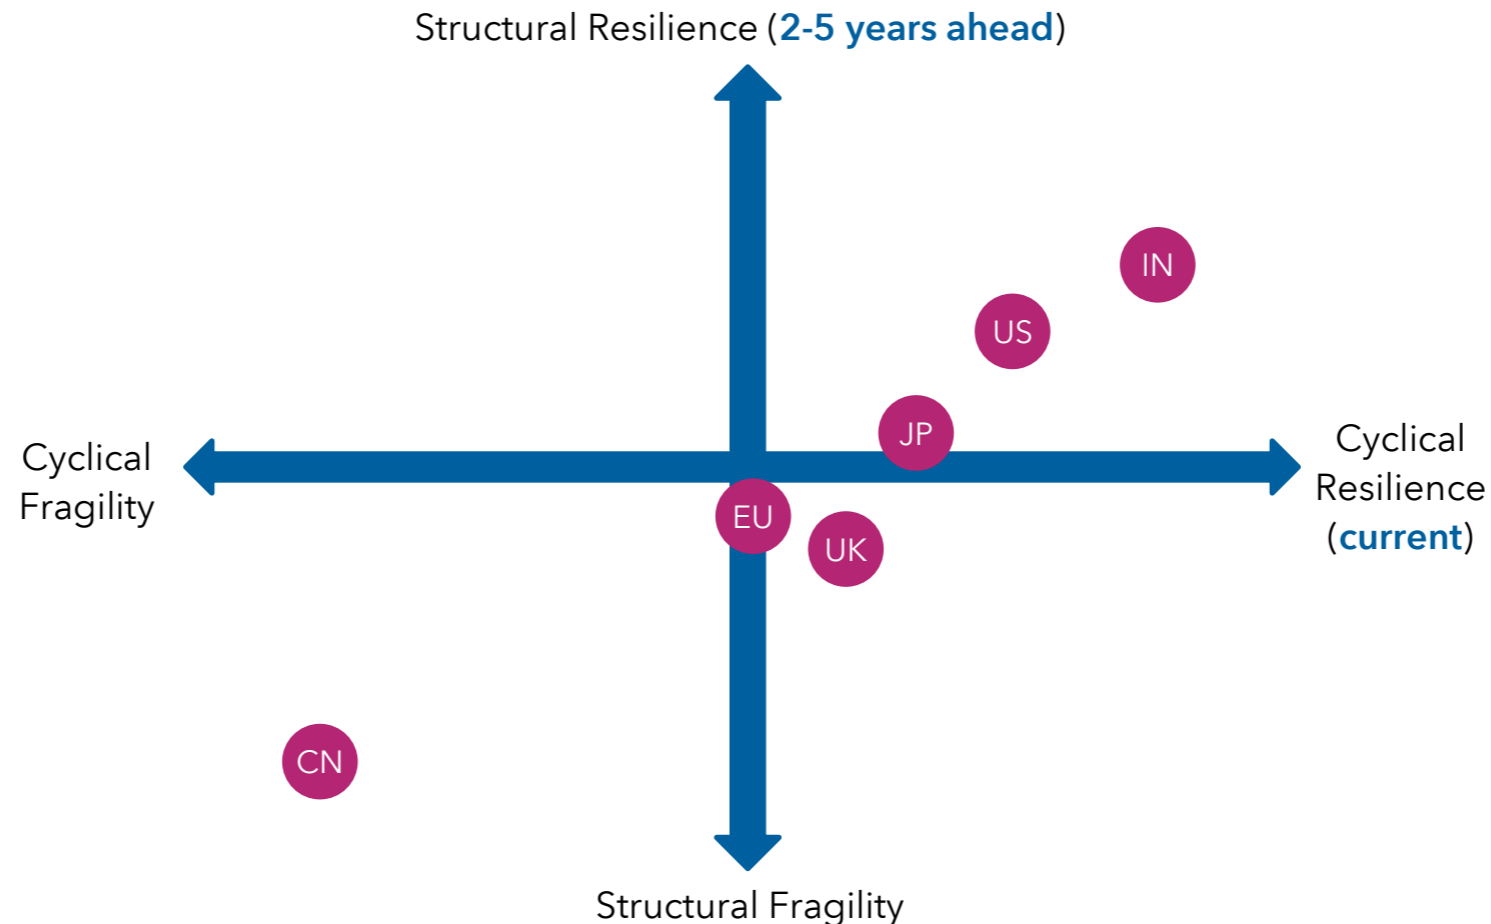 Structural Resilience (2-5 years ahead)
IN
US
JP
Cyclical
Fragility
Cyclical
Resilience
(current)
EU
UK
CN
Structural Fragility